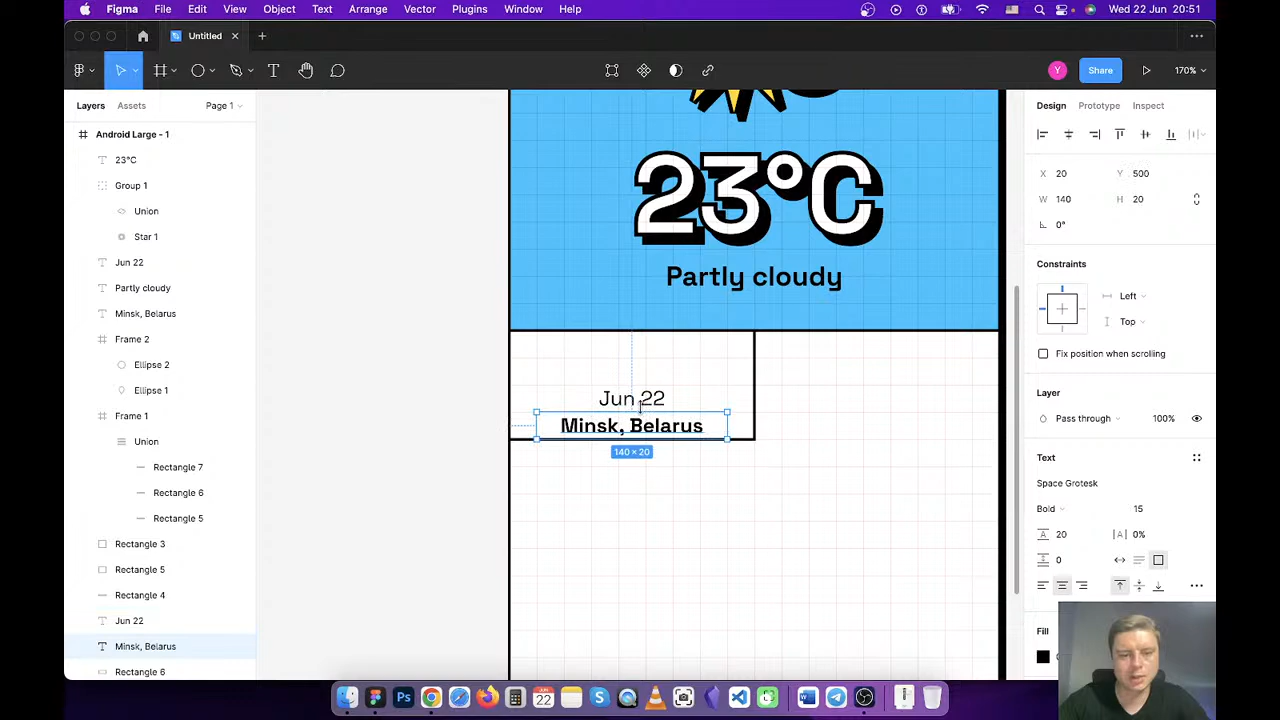 Figma File Edit View Object Text Arrange Vector Plugins Window Help Wed 22 Jun 20:51
Untitled
Share 170%
Y
Layers Assets Page 1
Android Large - 1
23°C
Group 1
Union
Star 1
Jun 22
Partly cloudy
Minsk, Belarus
Frame 2
Ellipse 2
Ellipse 1
Frame 1
Union
Rectangle 7
Rectangle 6
Rectangle 5
Rectangle 3
Rectangle 5
Rectangle 4
Jun 22
Minsk, Belarus
Rectangle 6
23°C
Partly cloudy
Jun 22
Minsk, Belarus
140 × 20
Design Prototype Inspect
X 20 Y 500
W 140 H 20
0°
Constraints
Left
Top
Fix position when scrolling
Layer
Pass through 100%
Text
Space Grotesk
Bold 15
20 0%
0
Fill